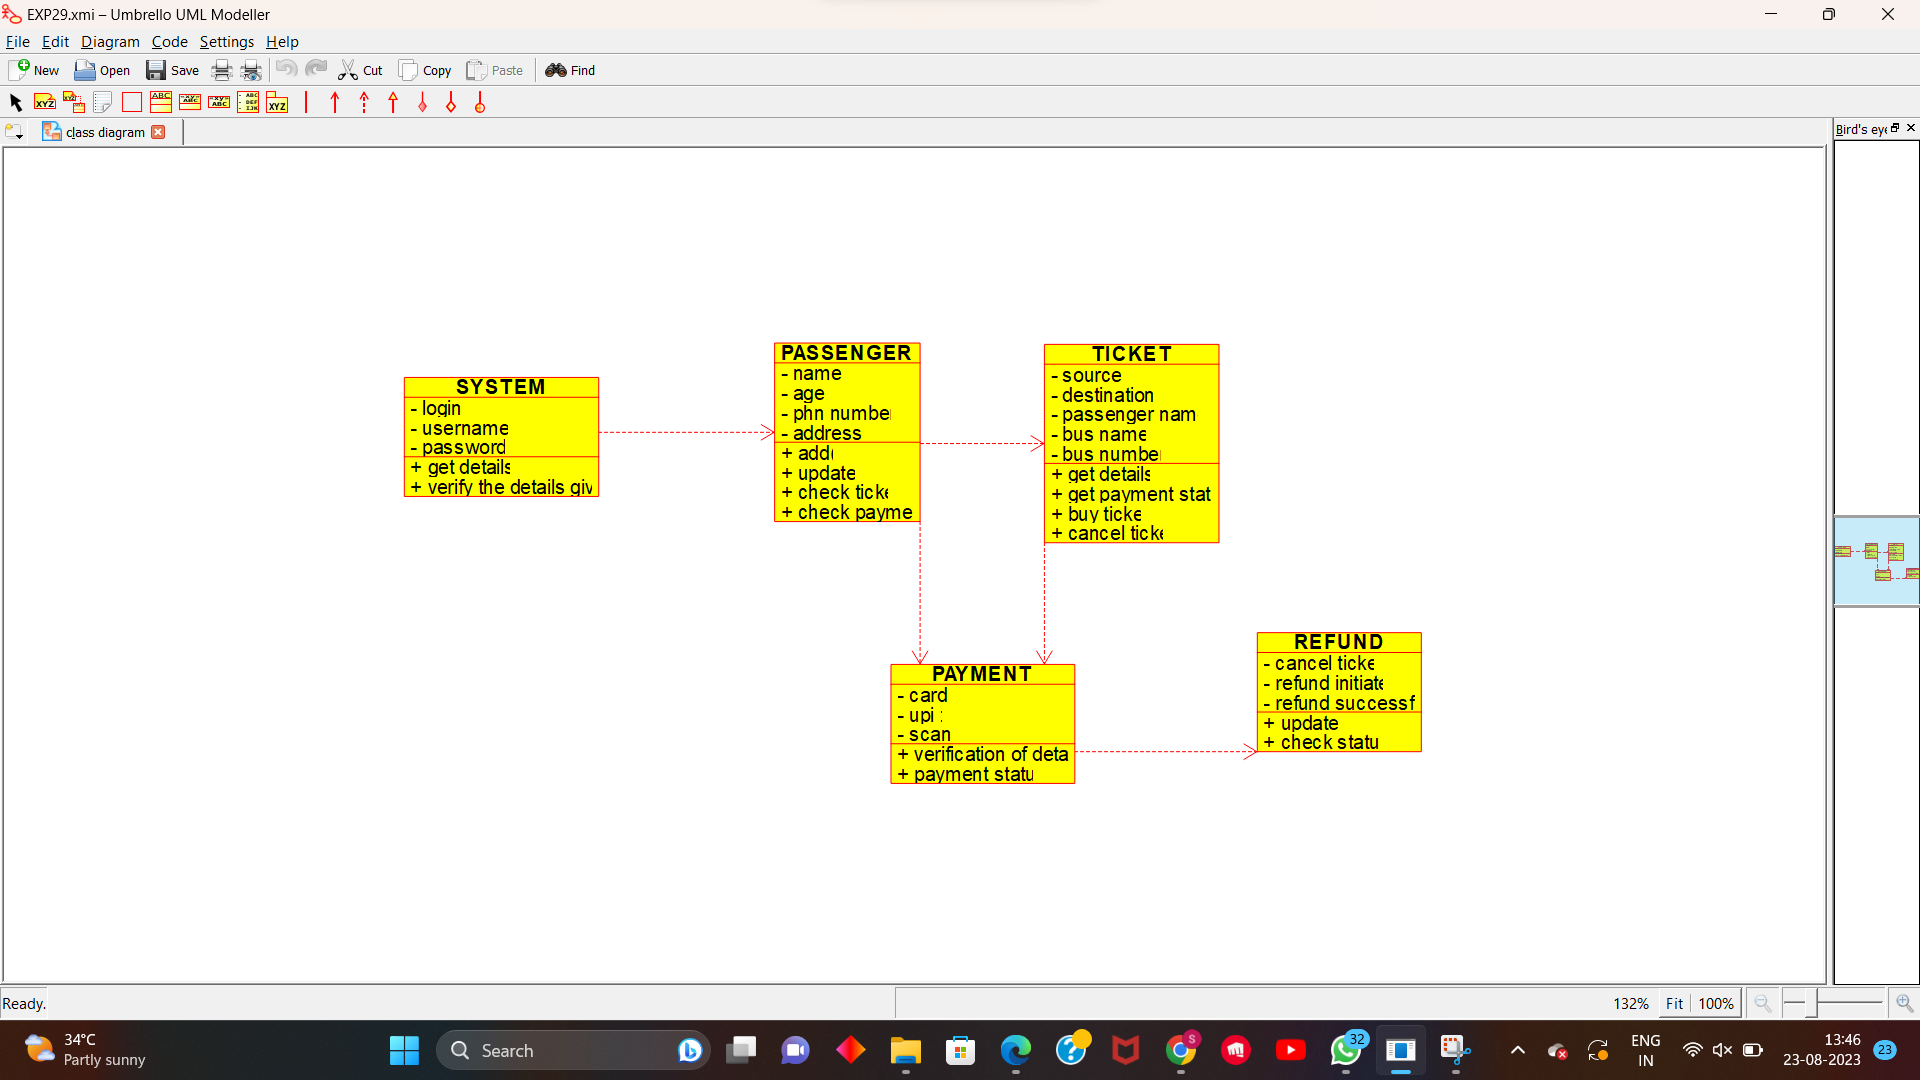 EXP29.xmi – Umbrello UML Modeller
File Edit Diagram Code Settings Help
New Open Save Cut Copy Paste Find
class diagram
Bird's eye
SYSTEM
- login
- username
- password
+ get details
+ verify the details giv
PASSENGER
- name
- age
- phn number
- address
+ add(
+ update
+ check ticke
+ check payme
TICKET
- source
- destination
- passenger nam
- bus name
- bus number
+ get details
+ get payment stat
+ buy ticke
+ cancel ticke
PAYMENT
- card
- upi :
- scan
+ verification of deta
+ payment statu
REFUND
- cancel ticke
- refund initiate
- refund successf
+ update
+ check statu
Ready.
132% Fit 100%
34°C
Partly sunny
Search
32
ENG
IN
13:46
23-08-2023
23